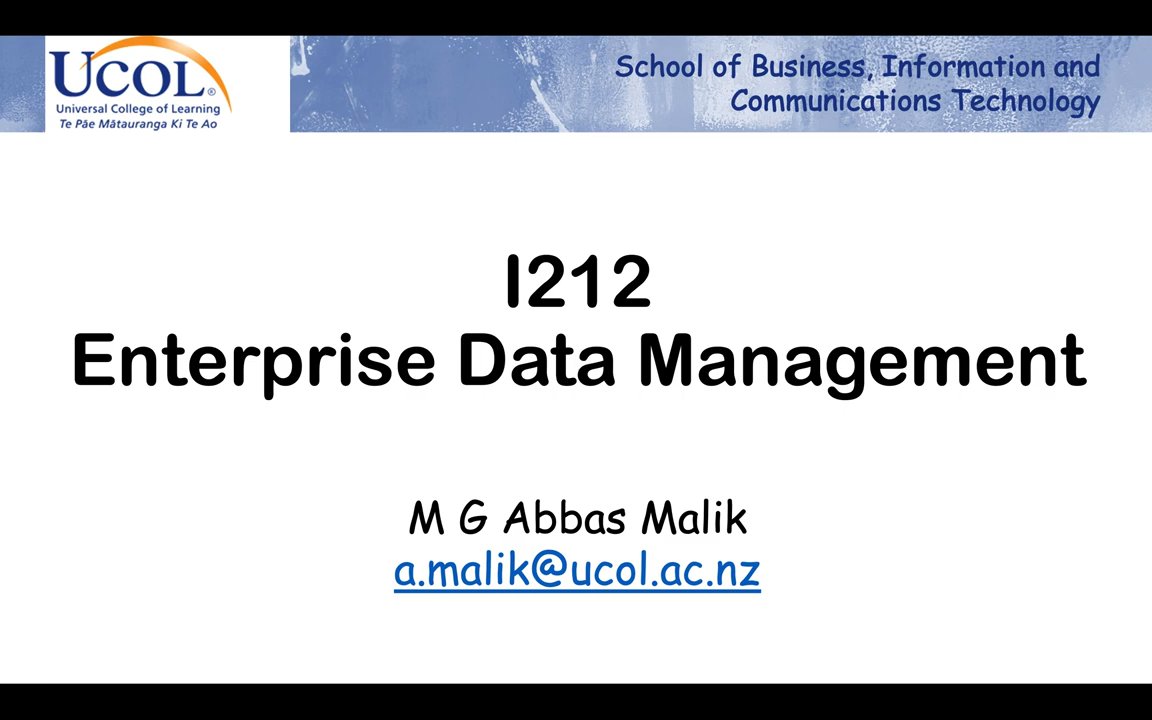 UCOL®
Universal College of Learning
Te Pāe Mātauranga Ki Te Ao
School of Business, Information and
Communications Technology
I212
Enterprise Data Management
M G Abbas Malik
a.malik@ucol.ac.nz